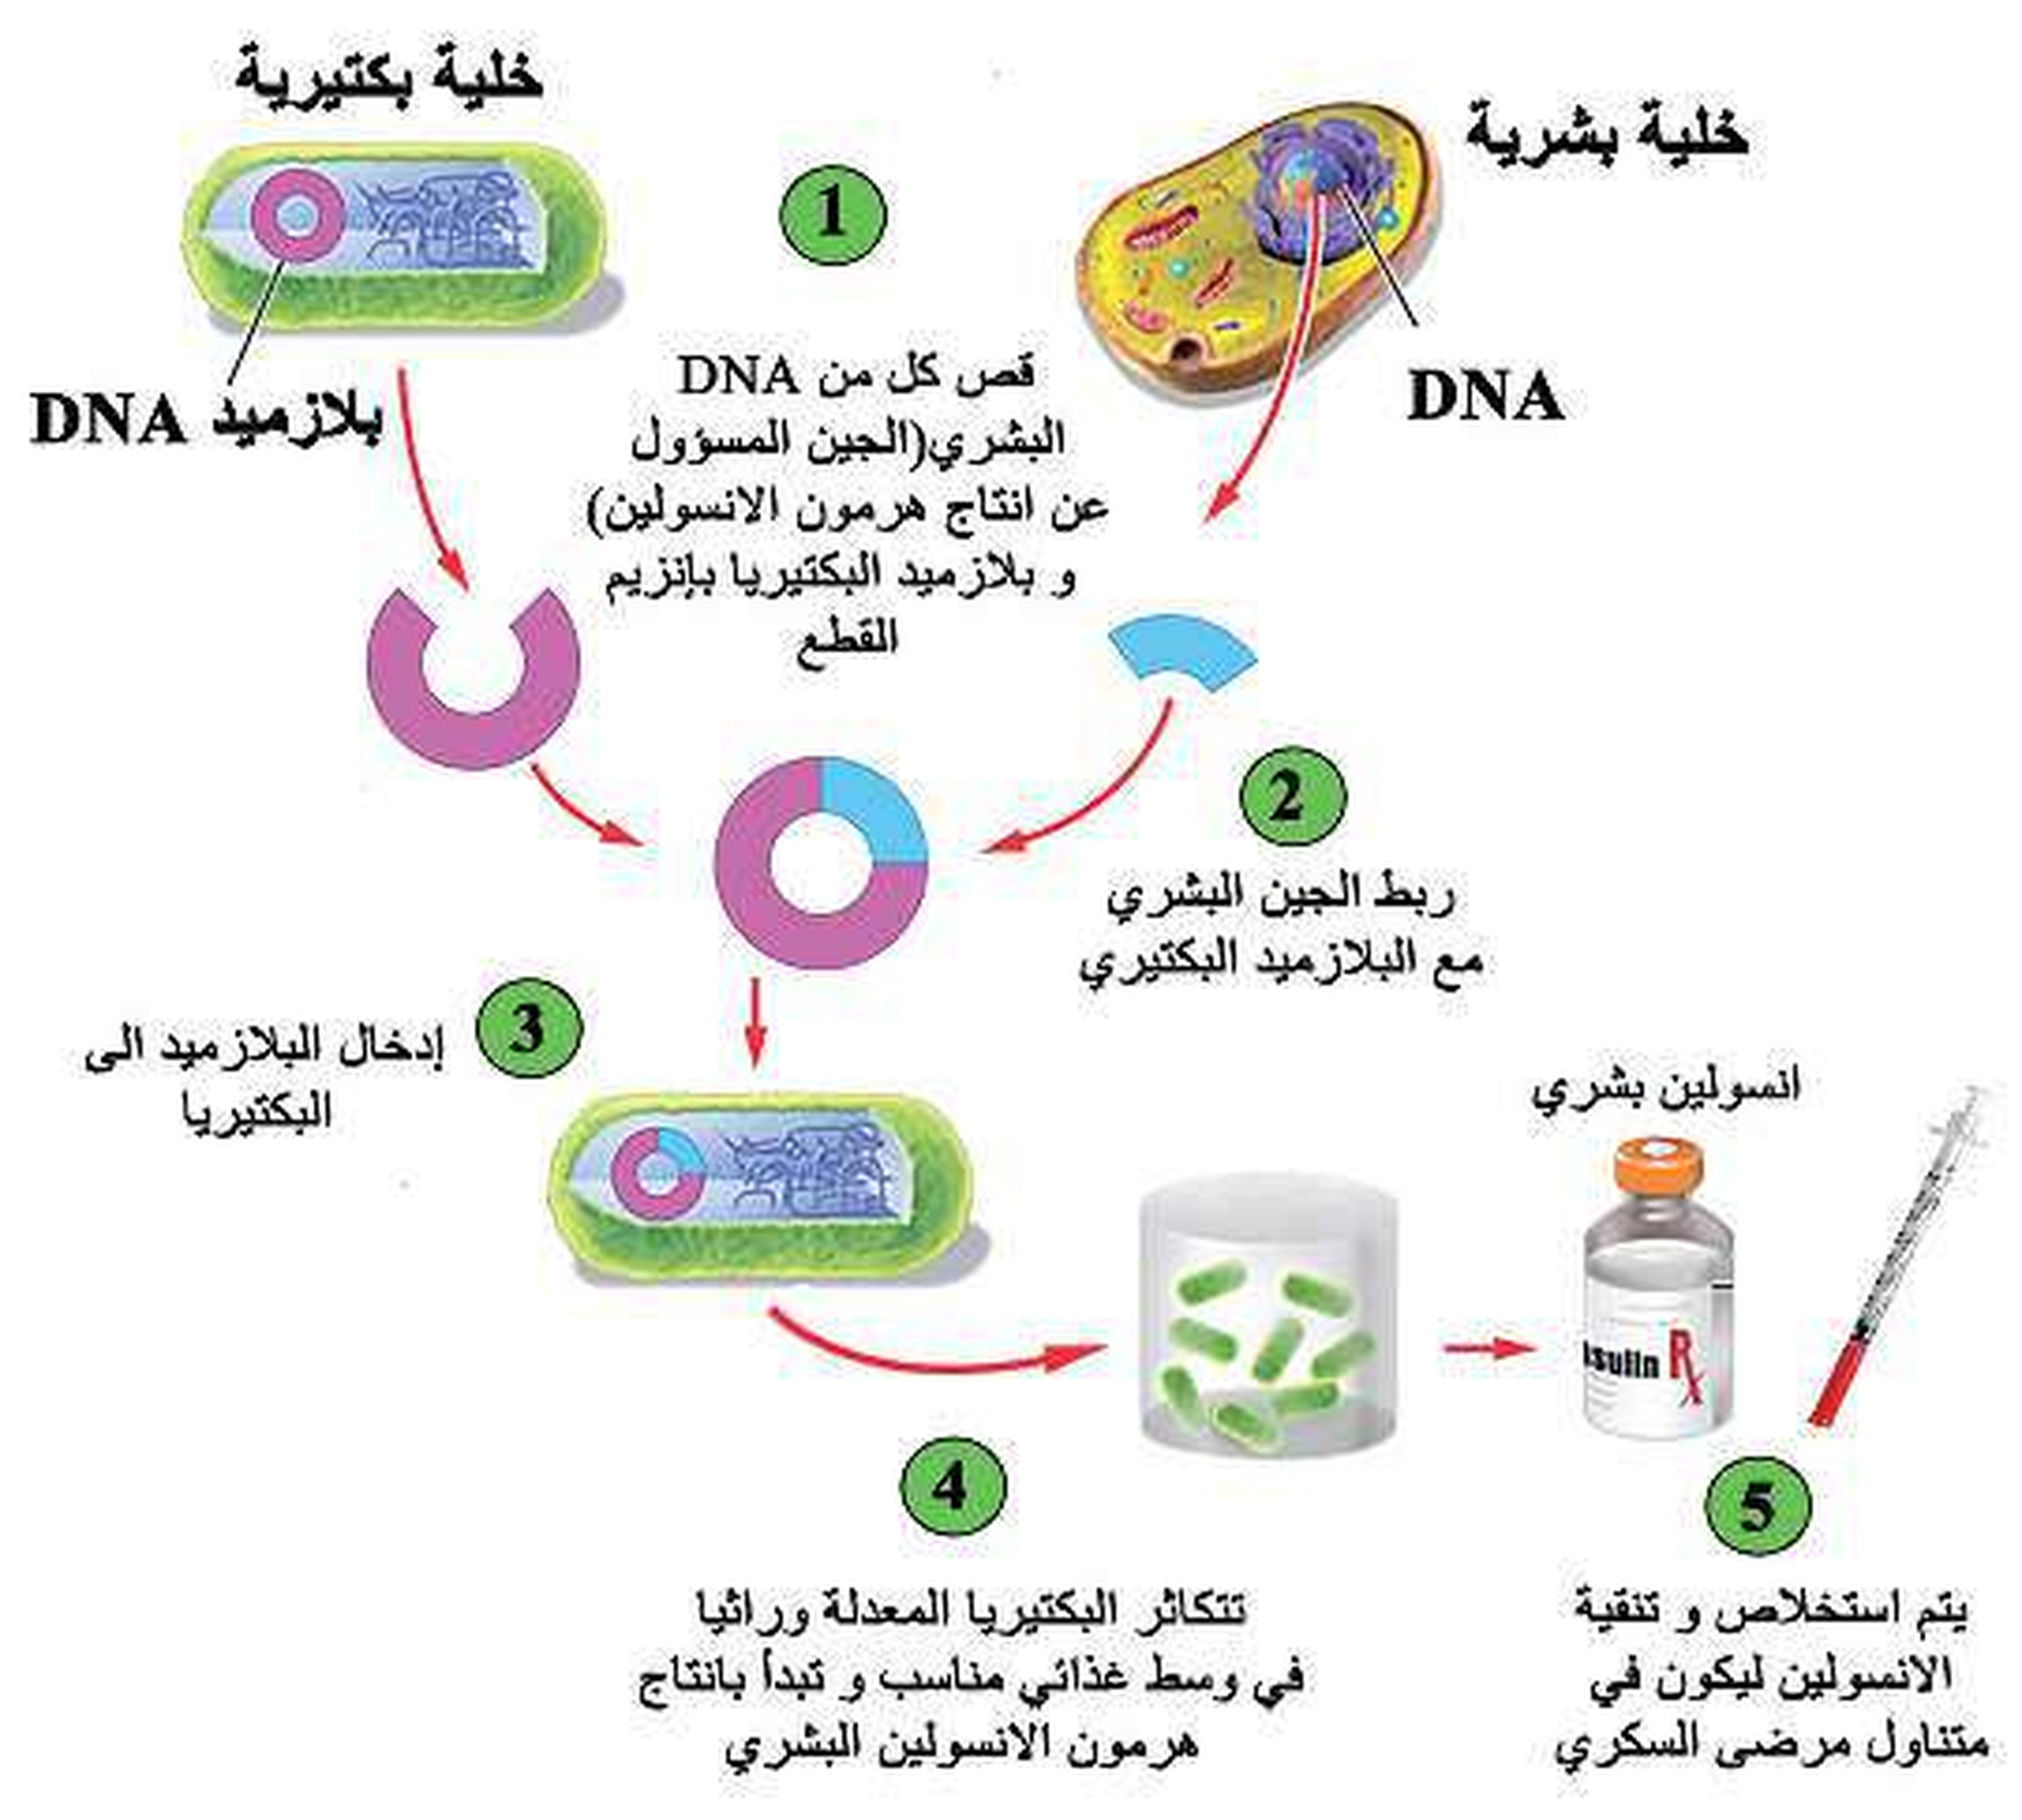 خلية بكتيرية
خلية بشرية
1
DNA بلازميد
DNA
قص كل من DNA
البشري(الجين المسؤول
عن انتاج هرمون الانسولين)
و بلازميد البكتيريا بإنزيم
القطع
2
ربط الجين البشري
مع البلازميد البكتيري
3
إدخال البلازميد الى
البكتيريا
انسولين بشري
Rx
4
تتكاثر البكتيريا المعدلة وراثيا
في وسط غذائي مناسب و تبدأ بانتاج
هرمون الانسولين البشري
5
يتم استخلاص و تنقية
الانسولين ليكون في
متناول مرضى السكري